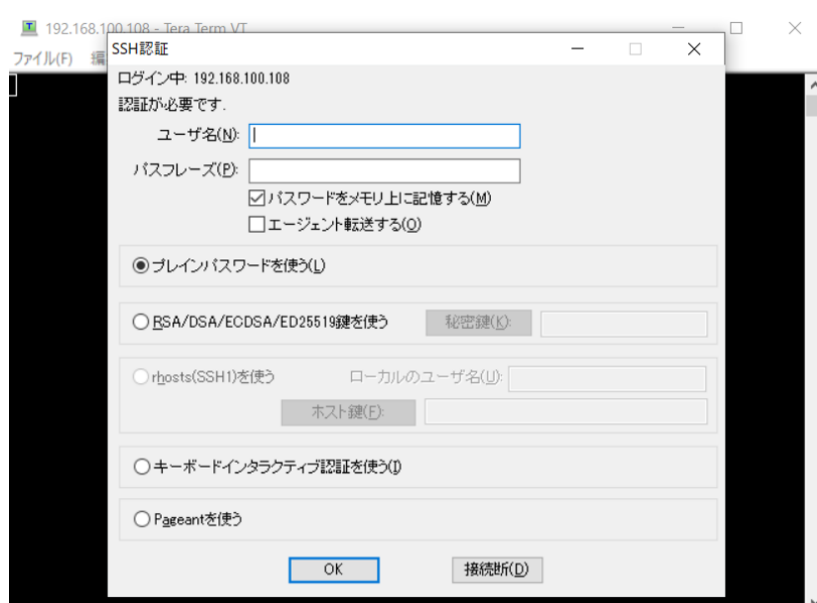 192.168.100.108 - Tera Term VT
ファイル(F) 編
SSH認証
ログイン中: 192.168.100.108
認証が必要です.
ユーザ名(N):
パスフレーズ(P):
パスワードをメモリ上に記憶する(M)
エージェント転送する(O)
プレインパスワードを使う(L)
RSA/DSA/ECDSA/ED25519鍵を使う 秘密鍵(K):
rhosts(SSH1)を使う ローカルのユーザ名(U):
ホスト鍵(F):
キーボードインタラクティブ認証を使う(I)
Pageantを使う
OK 接続断(D)